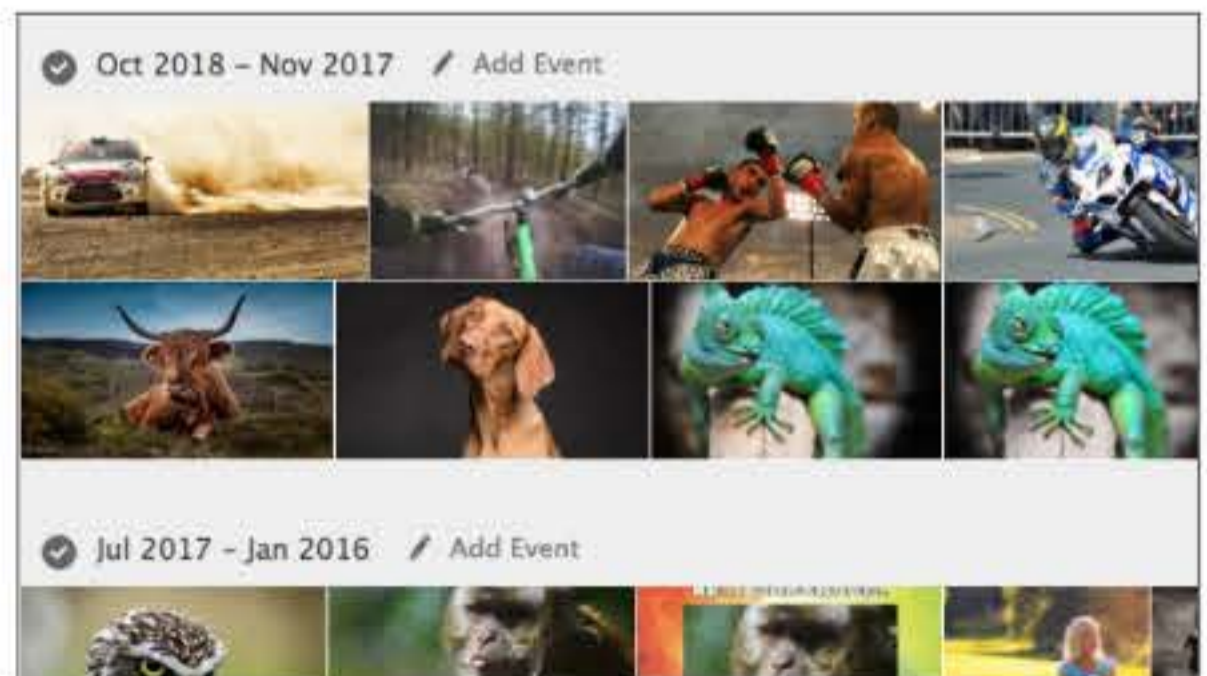 Oct 2018 – Nov 2017 Add Event
Jul 2017 – Jan 2016 Add Event